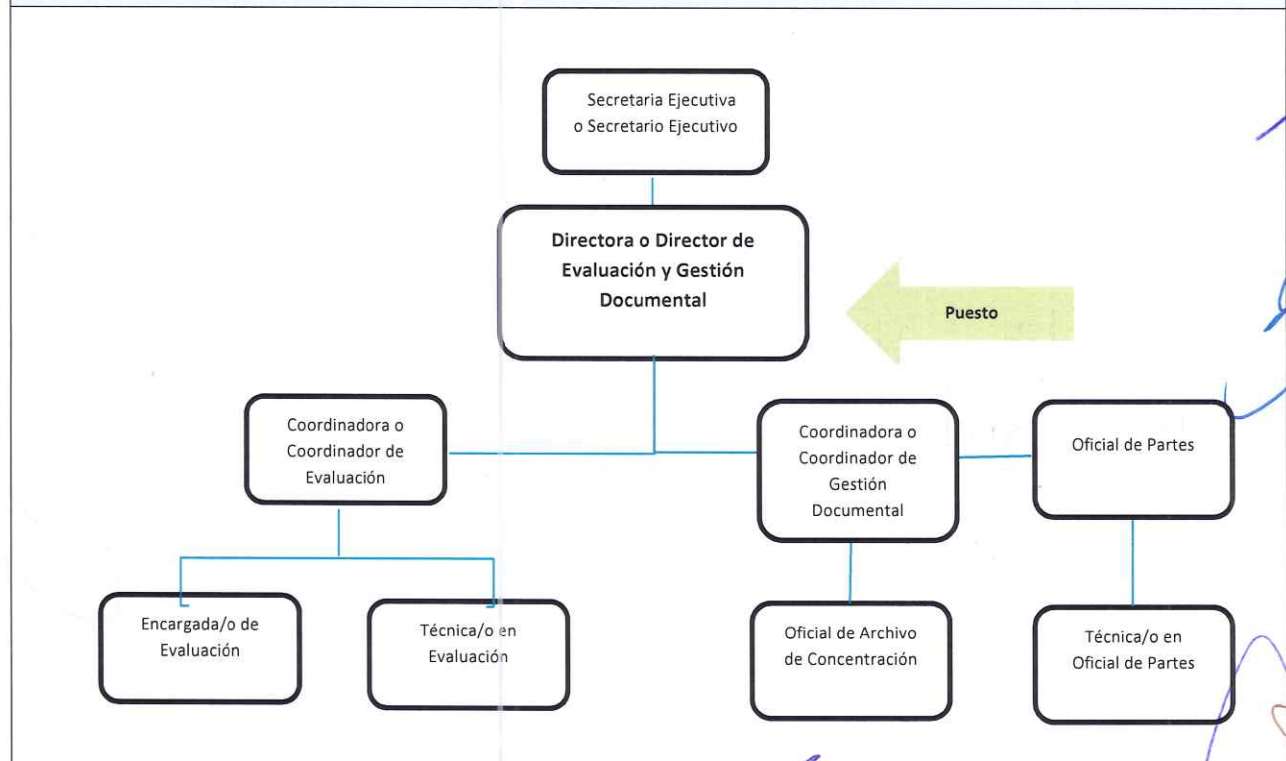 Secretaria Ejecutiva
o Secretario Ejecutivo
Directora o Director de
Evaluación y Gestión
Documental
Puesto
Coordinadora o
Coordinador de
Evaluación
Coordinadora o
Coordinador de
Gestión
Documental
Oficial de Partes
Encargada/o de
Evaluación
Técnica/o en
Evaluación
Oficial de Archivo
de Concentración
Técnica/o en
Oficial de Partes